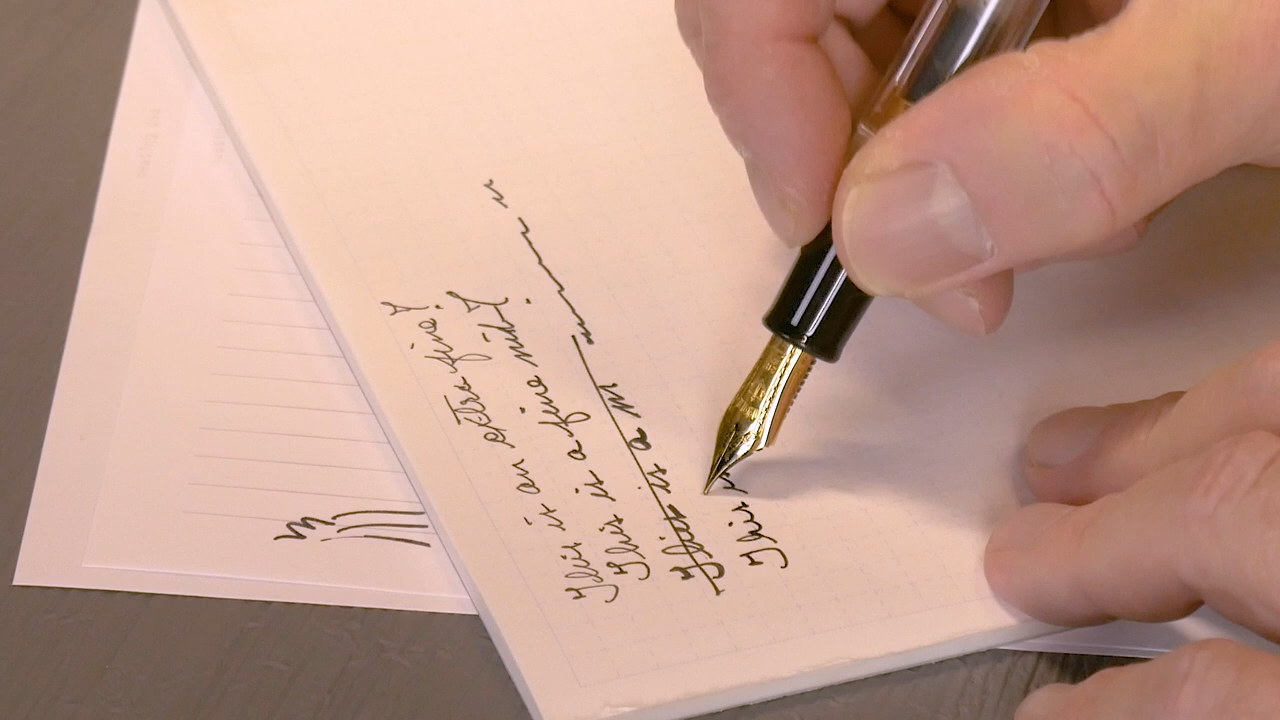 This is an extra fine!
This is a fine nib!
This is a m
This i
m